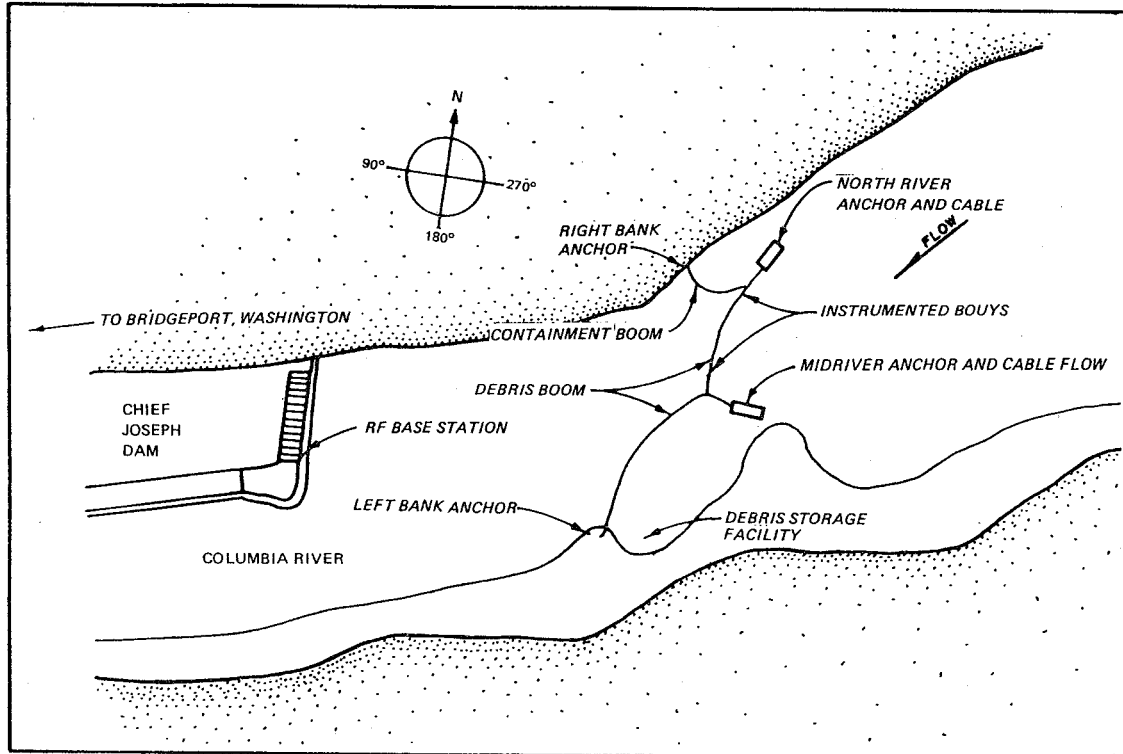 N
90°
270°
180°
NORTH RIVER
ANCHOR AND CABLE
RIGHT BANK
ANCHOR
FLOW
TO BRIDGEPORT, WASHINGTON
CONTAINMENT BOOM
INSTRUMENTED BOUYS
MIDRIVER ANCHOR AND CABLE FLOW
DEBRIS BOOM
CHIEF
JOSEPH
DAM
RF BASE STATION
LEFT BANK ANCHOR
DEBRIS STORAGE
FACILITY
COLUMBIA RIVER